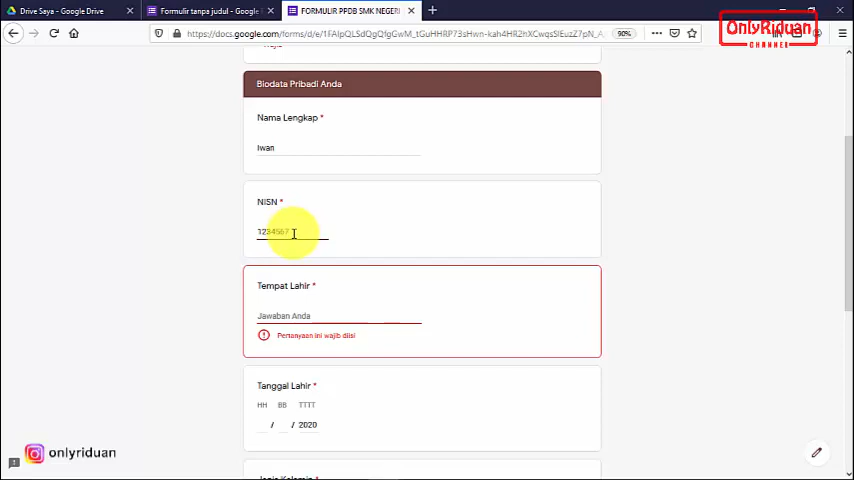 Drive Saya - Google Drive
Formulir tanpa judul - Google
FORMULIR PPDB SMK NEGERI
OnlyRiduan
CHANNEL
https://docs.google.com/forms/d/e/
90%
Biodata Pribadi Anda
Nama Lengkap *
Iwan
NISN *
1234567
Tempat Lahir *
Jawaban Anda
Pertanyaan ini wajib diisi
Tanggal Lahir *
HH BB TTTT
/ / 2020
onlyriduan